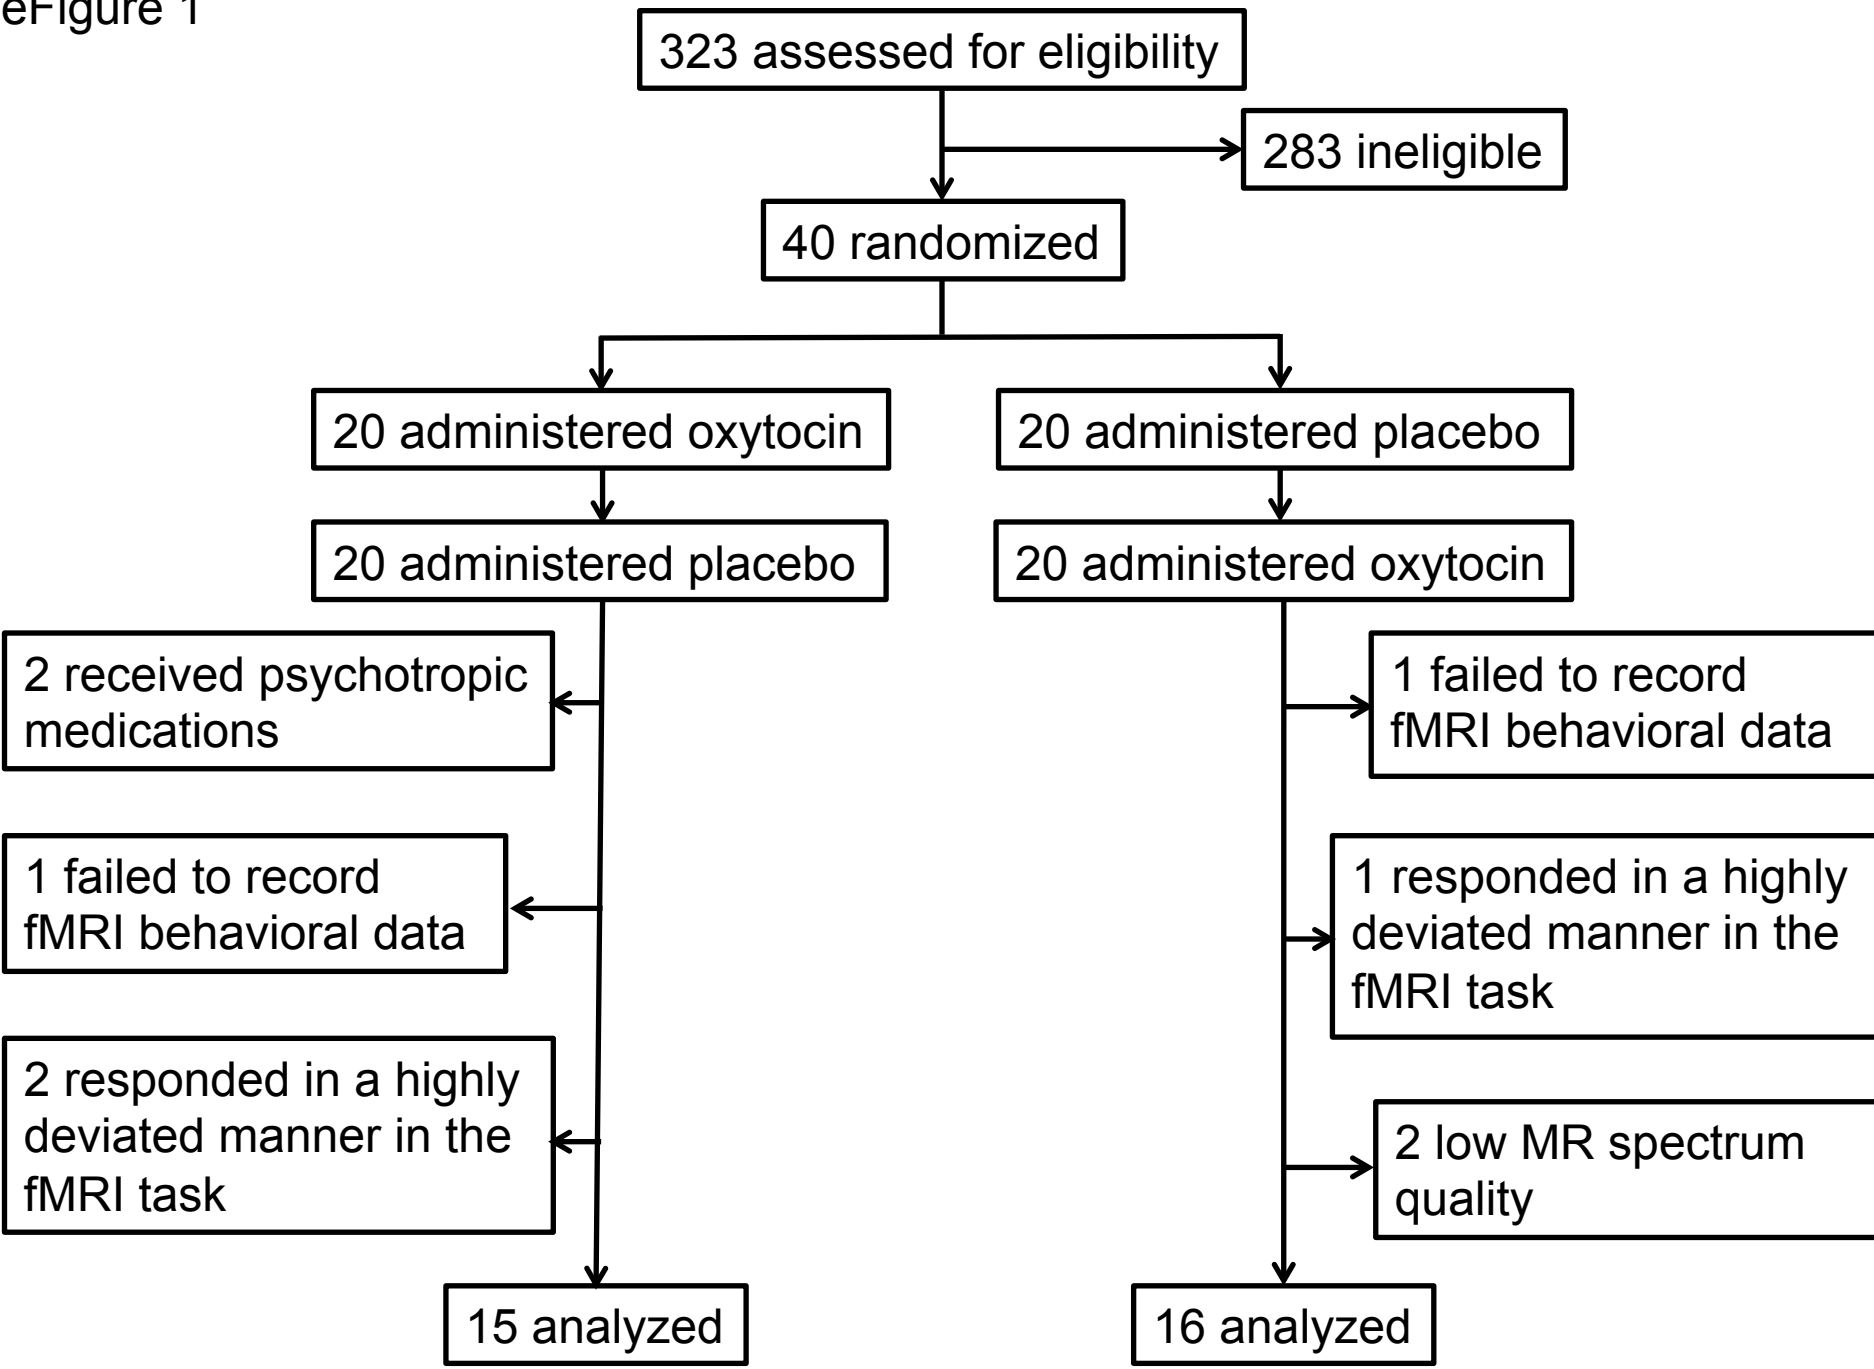 eFigure 1
323 assessed for eligibility
283 ineligible
40 randomized
20 administered oxytocin
20 administered placebo
20 administered placebo
20 administered oxytocin
2 received psychotropic
medications
1 failed to record
fMRI behavioral data
1 failed to record
fMRI behavioral data
1 responded in a highly
deviated manner in the
fMRI task
2 responded in a highly
deviated manner in the
fMRI task
2 low MR spectrum
quality
15 analyzed
16 analyzed